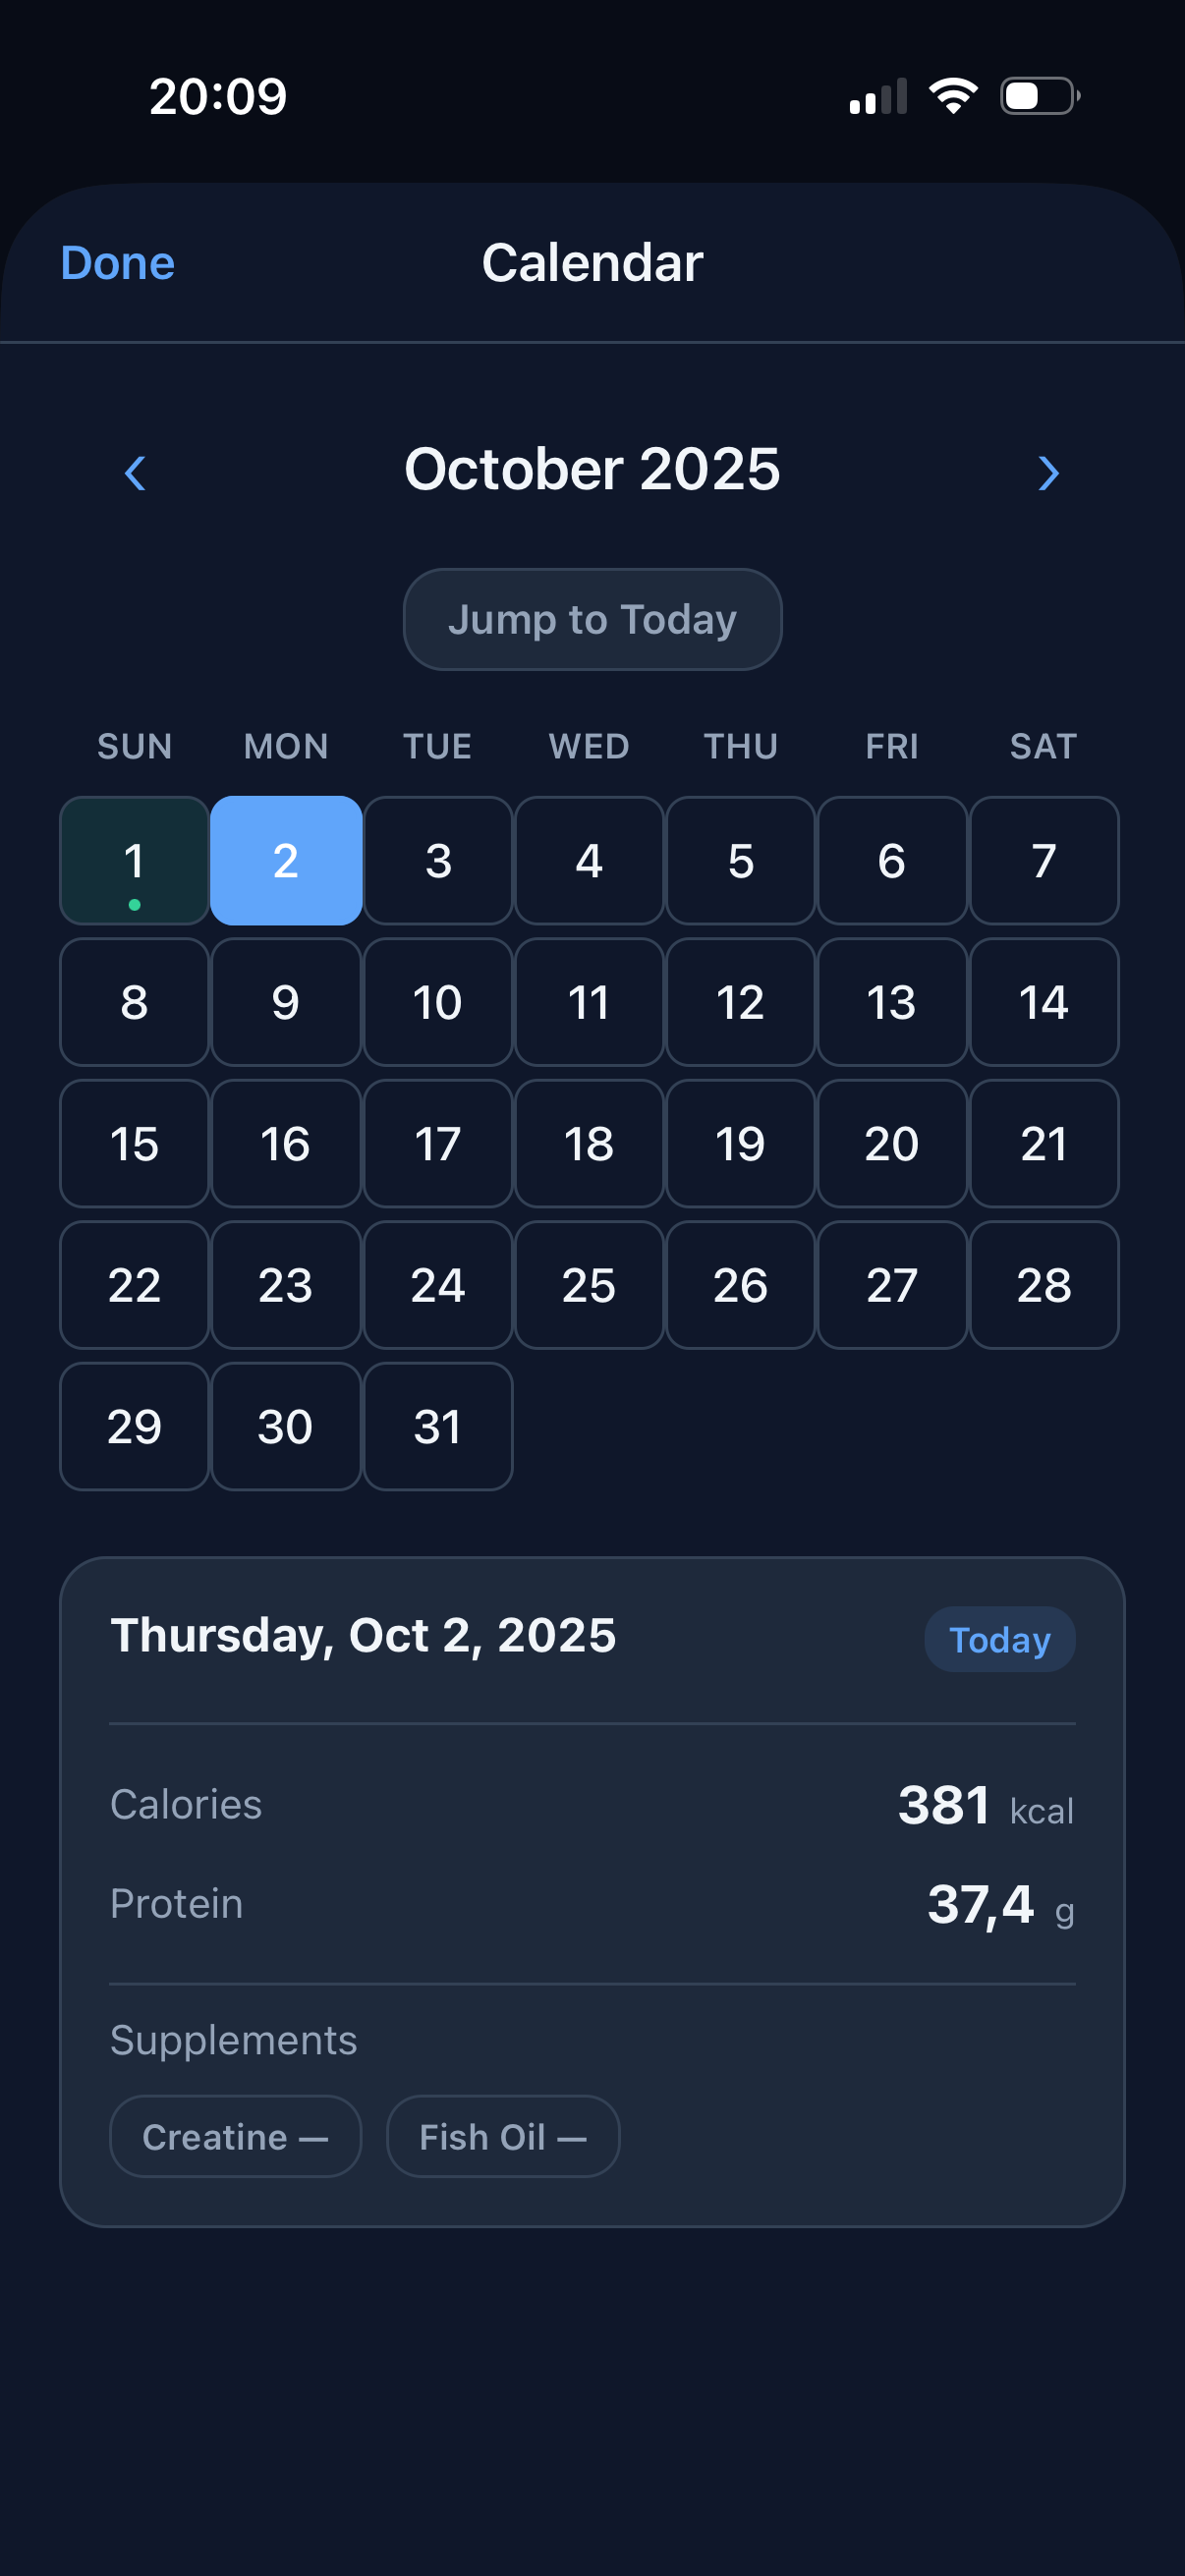 20:09
Done
Calendar
‹ October 2025 ›
Jump to Today
SUN MON TUE WED THU FRI SAT
1 2 3 4 5 6 7
8 9 10 11 12 13 14
15 16 17 18 19 20 21
22 23 24 25 26 27 28
29 30 31
Thursday, Oct 2, 2025
Today
Calories 381 kcal
Protein 37,4 g
Supplements
Creatine — Fish Oil —